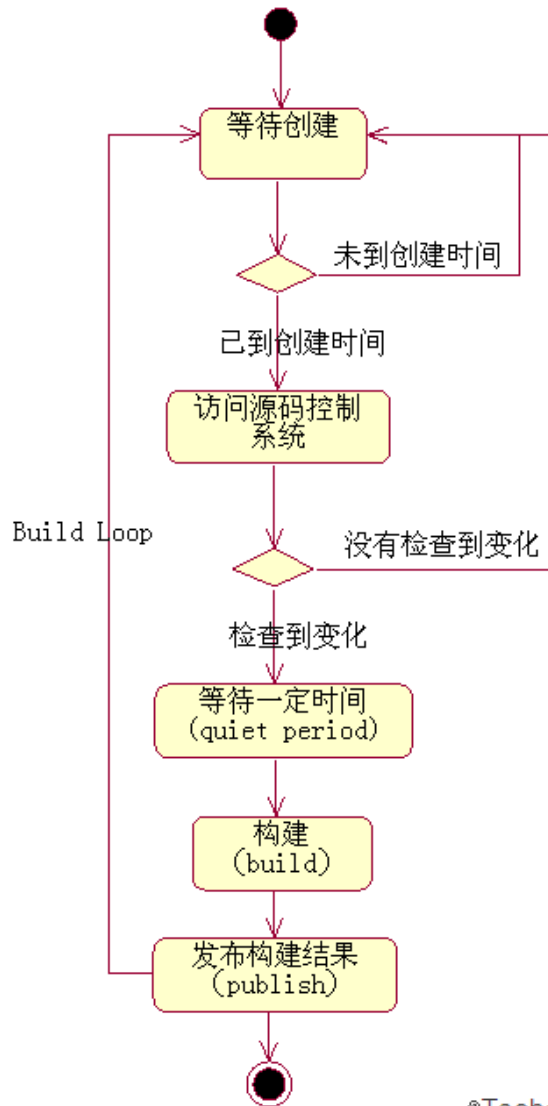 等待创建
未到创建时间
已到创建时间
访问源码控制
系统
Build Loop
没有检查到变化
检查到变化
等待一定时间
(quiet period)
构建
(build)
发布构建结果
(publish)